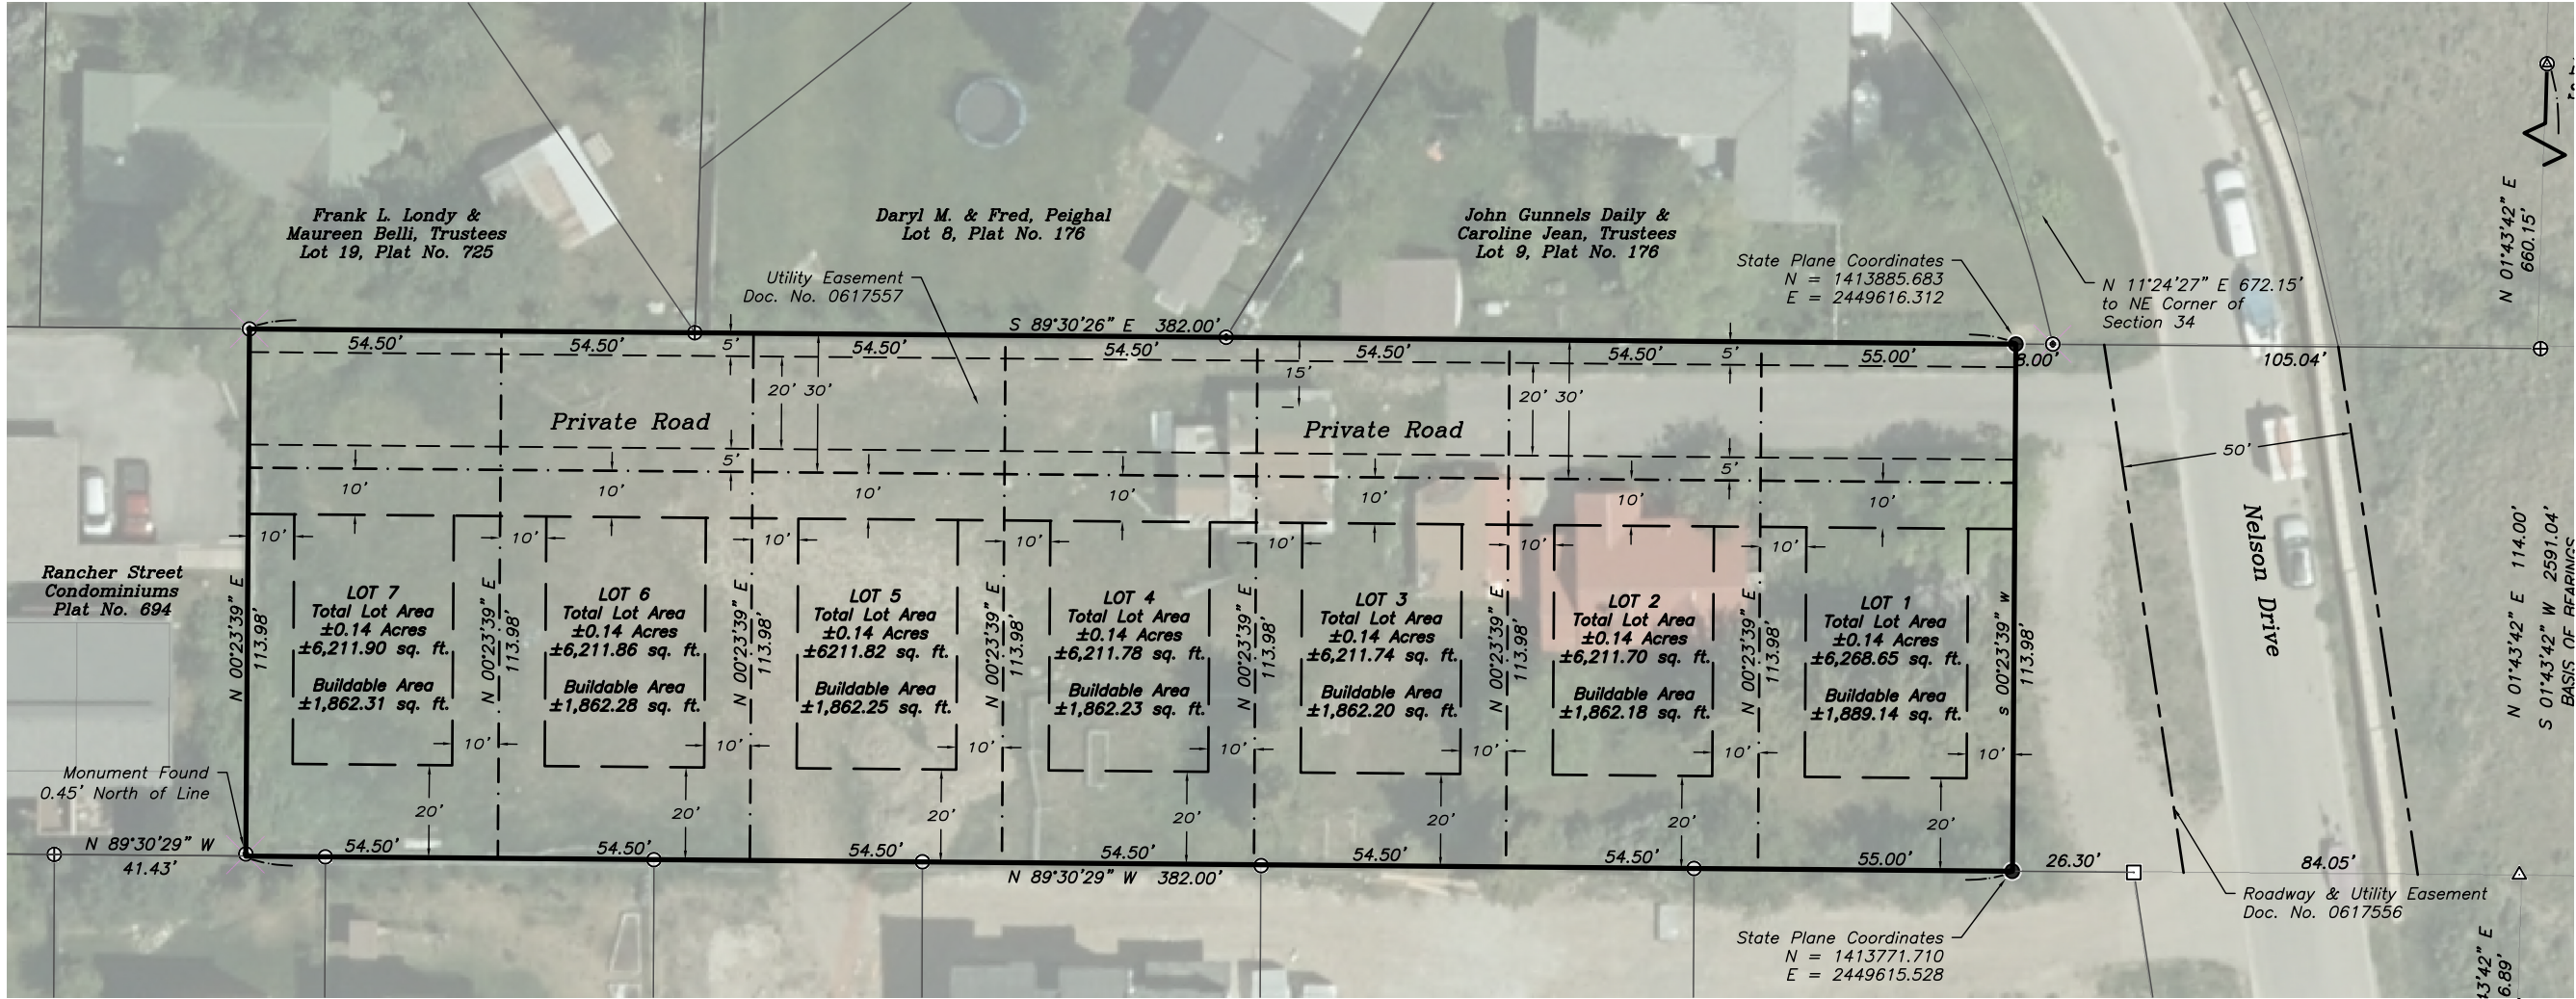 Frank L. Londy &
Maureen Belli, Trustees
Lot 19, Plat No. 725
Daryl M. & Fred, Peighal
Lot 8, Plat No. 176
John Gunnels Daily &
Caroline Jean, Trustees
Lot 9, Plat No. 176
Utility Easement
Doc. No. 0617557
State Plane Coordinates
N = 1413885.683
E = 2449616.312
N 11°24'27" E 672.15'
to NE Corner of
Section 34
N 01°43'42" E
660.15'
S 89°30'26" E 382.00'
54.50'
54.50'
5'
54.50'
54.50'
54.50'
54.50'
5'
55.00'
8.00'
105.04'
15'
20' 30'
20' 30'
Private Road
Private Road
50'
5'
5'
10'
10'
10'
10'
10'
10'
10'
10'
10'
10'
10'
10'
10'
10'
Rancher Street
Condominiums
Plat No. 694
N 00°23'39" E
113.98'
LOT 7
Total Lot Area
±0.14 Acres
±6,211.90 sq. ft.
Buildable Area
±1,862.31 sq. ft.
N 00°23'39" E
113.98'
LOT 6
Total Lot Area
±0.14 Acres
±6,211.86 sq. ft.
Buildable Area
±1,862.28 sq. ft.
N 00°23'39" E
113.98'
LOT 5
Total Lot Area
±0.14 Acres
±6211.82 sq. ft.
Buildable Area
±1,862.25 sq. ft.
N 00°23'39" E
113.98'
LOT 4
Total Lot Area
±0.14 Acres
±6,211.78 sq. ft.
Buildable Area
±1,862.23 sq. ft.
N 00°23'39" E
113.98'
LOT 3
Total Lot Area
±0.14 Acres
±6,211.74 sq. ft.
Buildable Area
±1,862.20 sq. ft.
N 00°23'39" E
113.98'
LOT 2
Total Lot Area
±0.14 Acres
±6,211.70 sq. ft.
Buildable Area
±1,862.18 sq. ft.
N 00°23'39" E
113.98'
LOT 1
Total Lot Area
±0.14 Acres
±6,268.65 sq. ft.
Buildable Area
±1,889.14 sq. ft.
S 00°23'39" W
113.98'
Nelson Drive
N 01°43'42" E 114.00'
S 01°43'42" W 2591.04'
BASIS OF BEARINGS
10'
10'
10'
10'
10'
10'
10'
Monument Found
0.45' North of Line
20'
20'
20'
20'
20'
20'
20'
N 89°30'29" W
41.43'
54.50'
54.50'
54.50'
54.50'
54.50'
54.50'
55.00'
26.30'
84.05'
N 89°30'29" W 382.00'
Roadway & Utility Easement
Doc. No. 0617556
State Plane Coordinates
N = 1413771.710
E = 2449615.528
43'42" E
6.89'